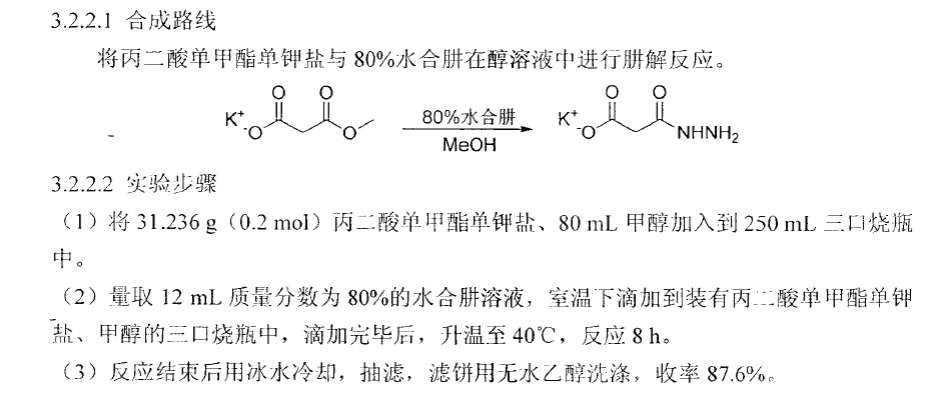 3.2.2.1 合成路线
将丙二酸单甲酯单钾盐与 80%水合肼在醇溶液中进行肼解反应。
O O O O
K+ -O O 80%水合肼 K+ -O NHNH2
MeOH
3.2.2.2 实验步骤
（1）将 31.236 g（0.2 mol）丙二酸单甲酯单钾盐、80 mL 甲醇加入到 250 mL 三口烧瓶
中。
（2）量取 12 mL 质量分数为 80%的水合肼溶液，室温下滴加到装有丙二酸单甲酯单钾
盐、甲醇的三口烧瓶中，滴加完毕后，升温至 40℃，反应 8 h。
（3）反应结束后用冰水冷却，抽滤，滤饼用无水乙醇洗涤，收率 87.6%。